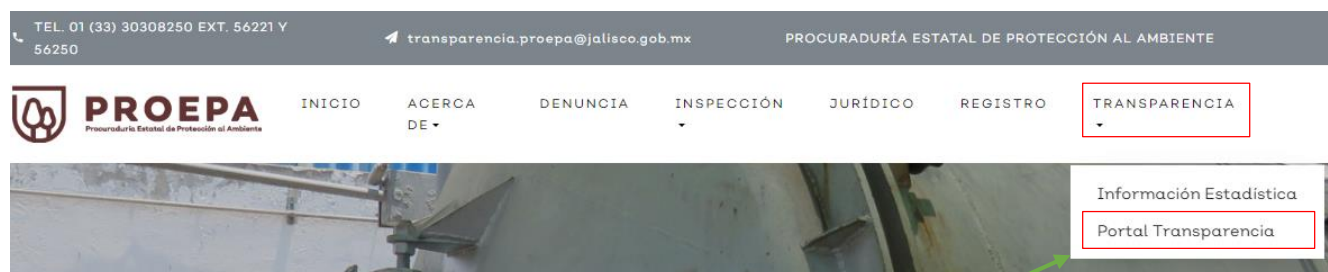 TEL. 01 (33) 30308250 EXT. 56221 Y
56250
transparencia.proepa@jalisco.gob.mx
PROCURADURÍA ESTATAL DE PROTECCIÓN AL AMBIENTE
PROEPA
Procuraduría Estatal de Protección al Ambiente
INICIO
ACERCA
DE
DENUNCIA
INSPECCIÓN
JURÍDICO
REGISTRO
TRANSPARENCIA
Información Estadística
Portal Transparencia